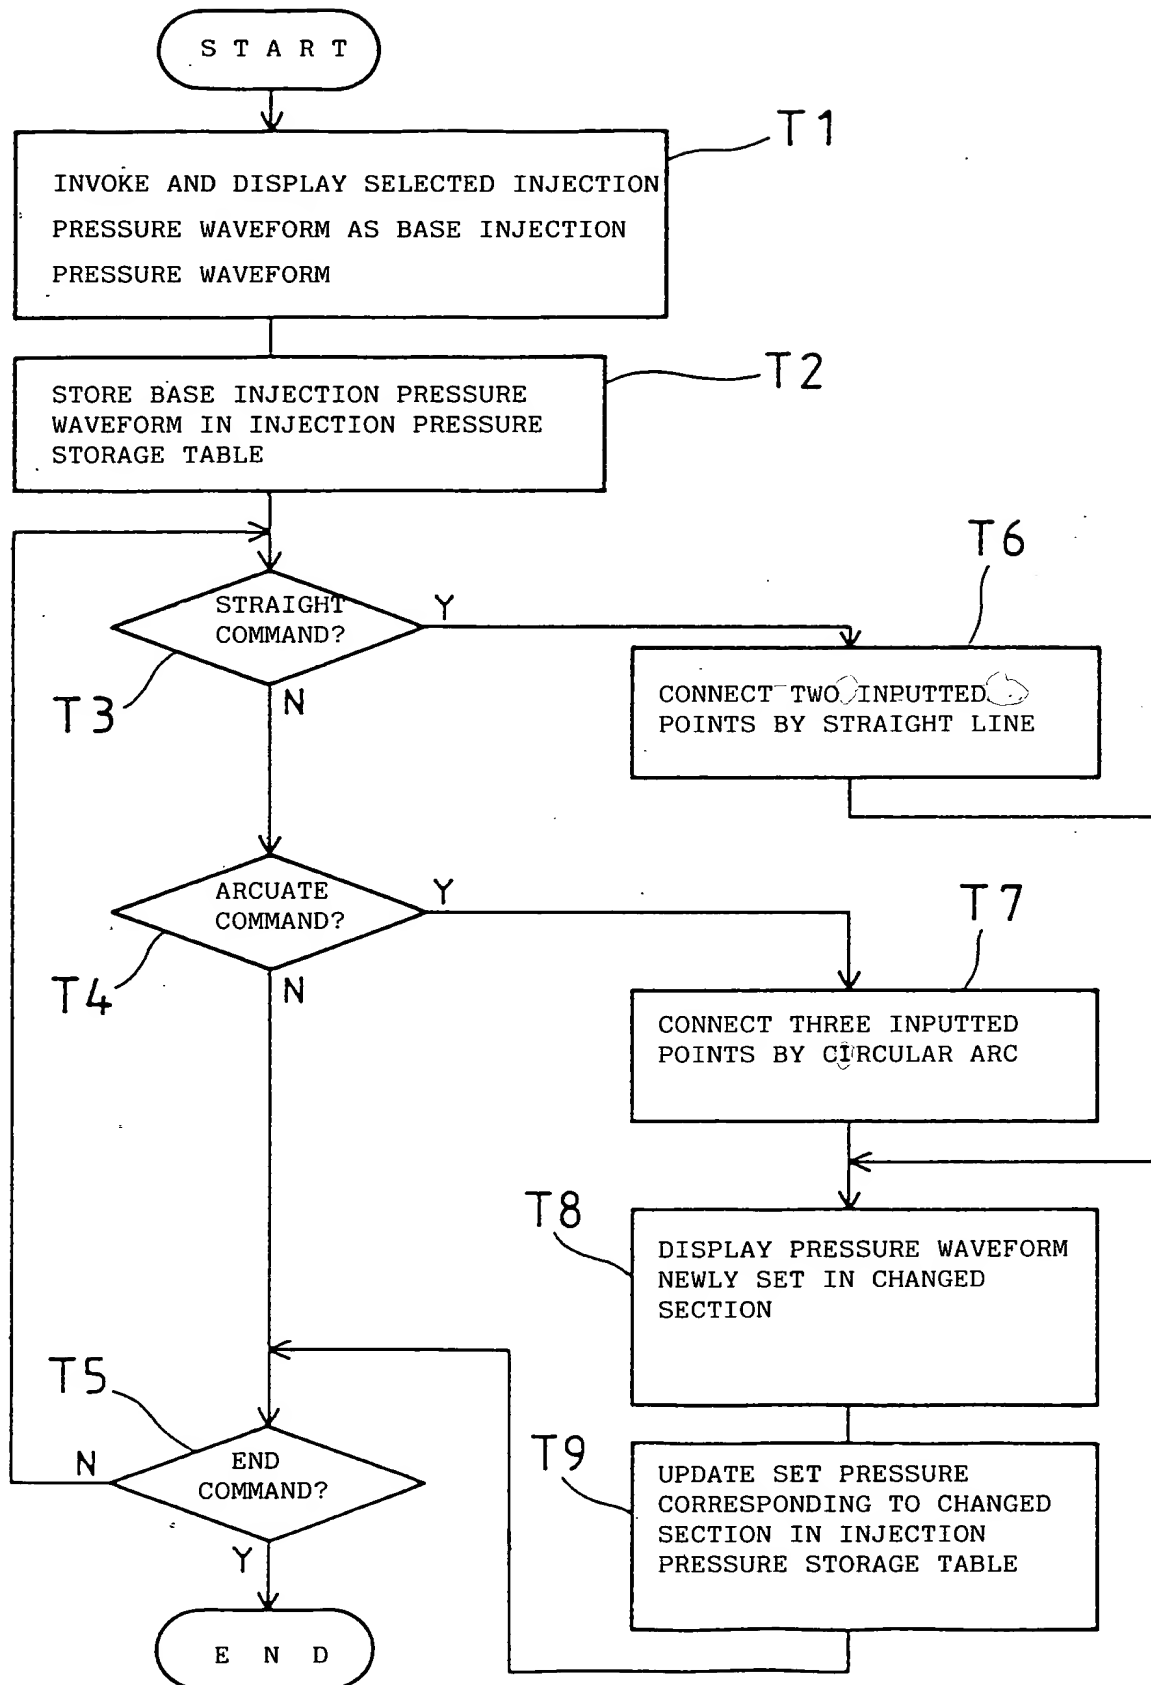 START
T1
INVOKE AND DISPLAY SELECTED INJECTION
PRESSURE WAVEFORM AS BASE INJECTION
PRESSURE WAVEFORM
T2
STORE BASE INJECTION PRESSURE
WAVEFORM IN INJECTION PRESSURE
STORAGE TABLE
T3
STRAIGHT
COMMAND?
Y
N
T6
CONNECT TWO INPUTTED
POINTS BY STRAIGHT LINE
T4
ARCUATE
COMMAND?
Y
N
T7
CONNECT THREE INPUTTED
POINTS BY CIRCULAR ARC
T8
DISPLAY PRESSURE WAVEFORM
NEWLY SET IN CHANGED
SECTION
T5
END
COMMAND?
N
Y
T9
UPDATE SET PRESSURE
CORRESPONDING TO CHANGED
SECTION IN INJECTION
PRESSURE STORAGE TABLE
END